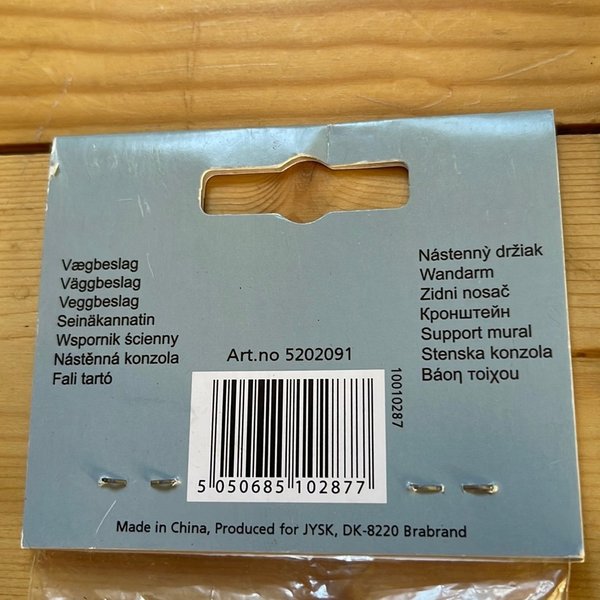 Vægbeslag
Väggbeslag
Veggbeslag
Seinäkannatin
Wspornik ścienny
Nástěnná konzola
Fali tartó
Nástenný držiak
Wandarm
Zidni nosač
Кронштейн
Support mural
Stenska konzola
Βάση τοίχου
Art.no 5202091
10010287
5 050685 102877
Made in China, Produced for JYSK, DK-8220 Brabrand